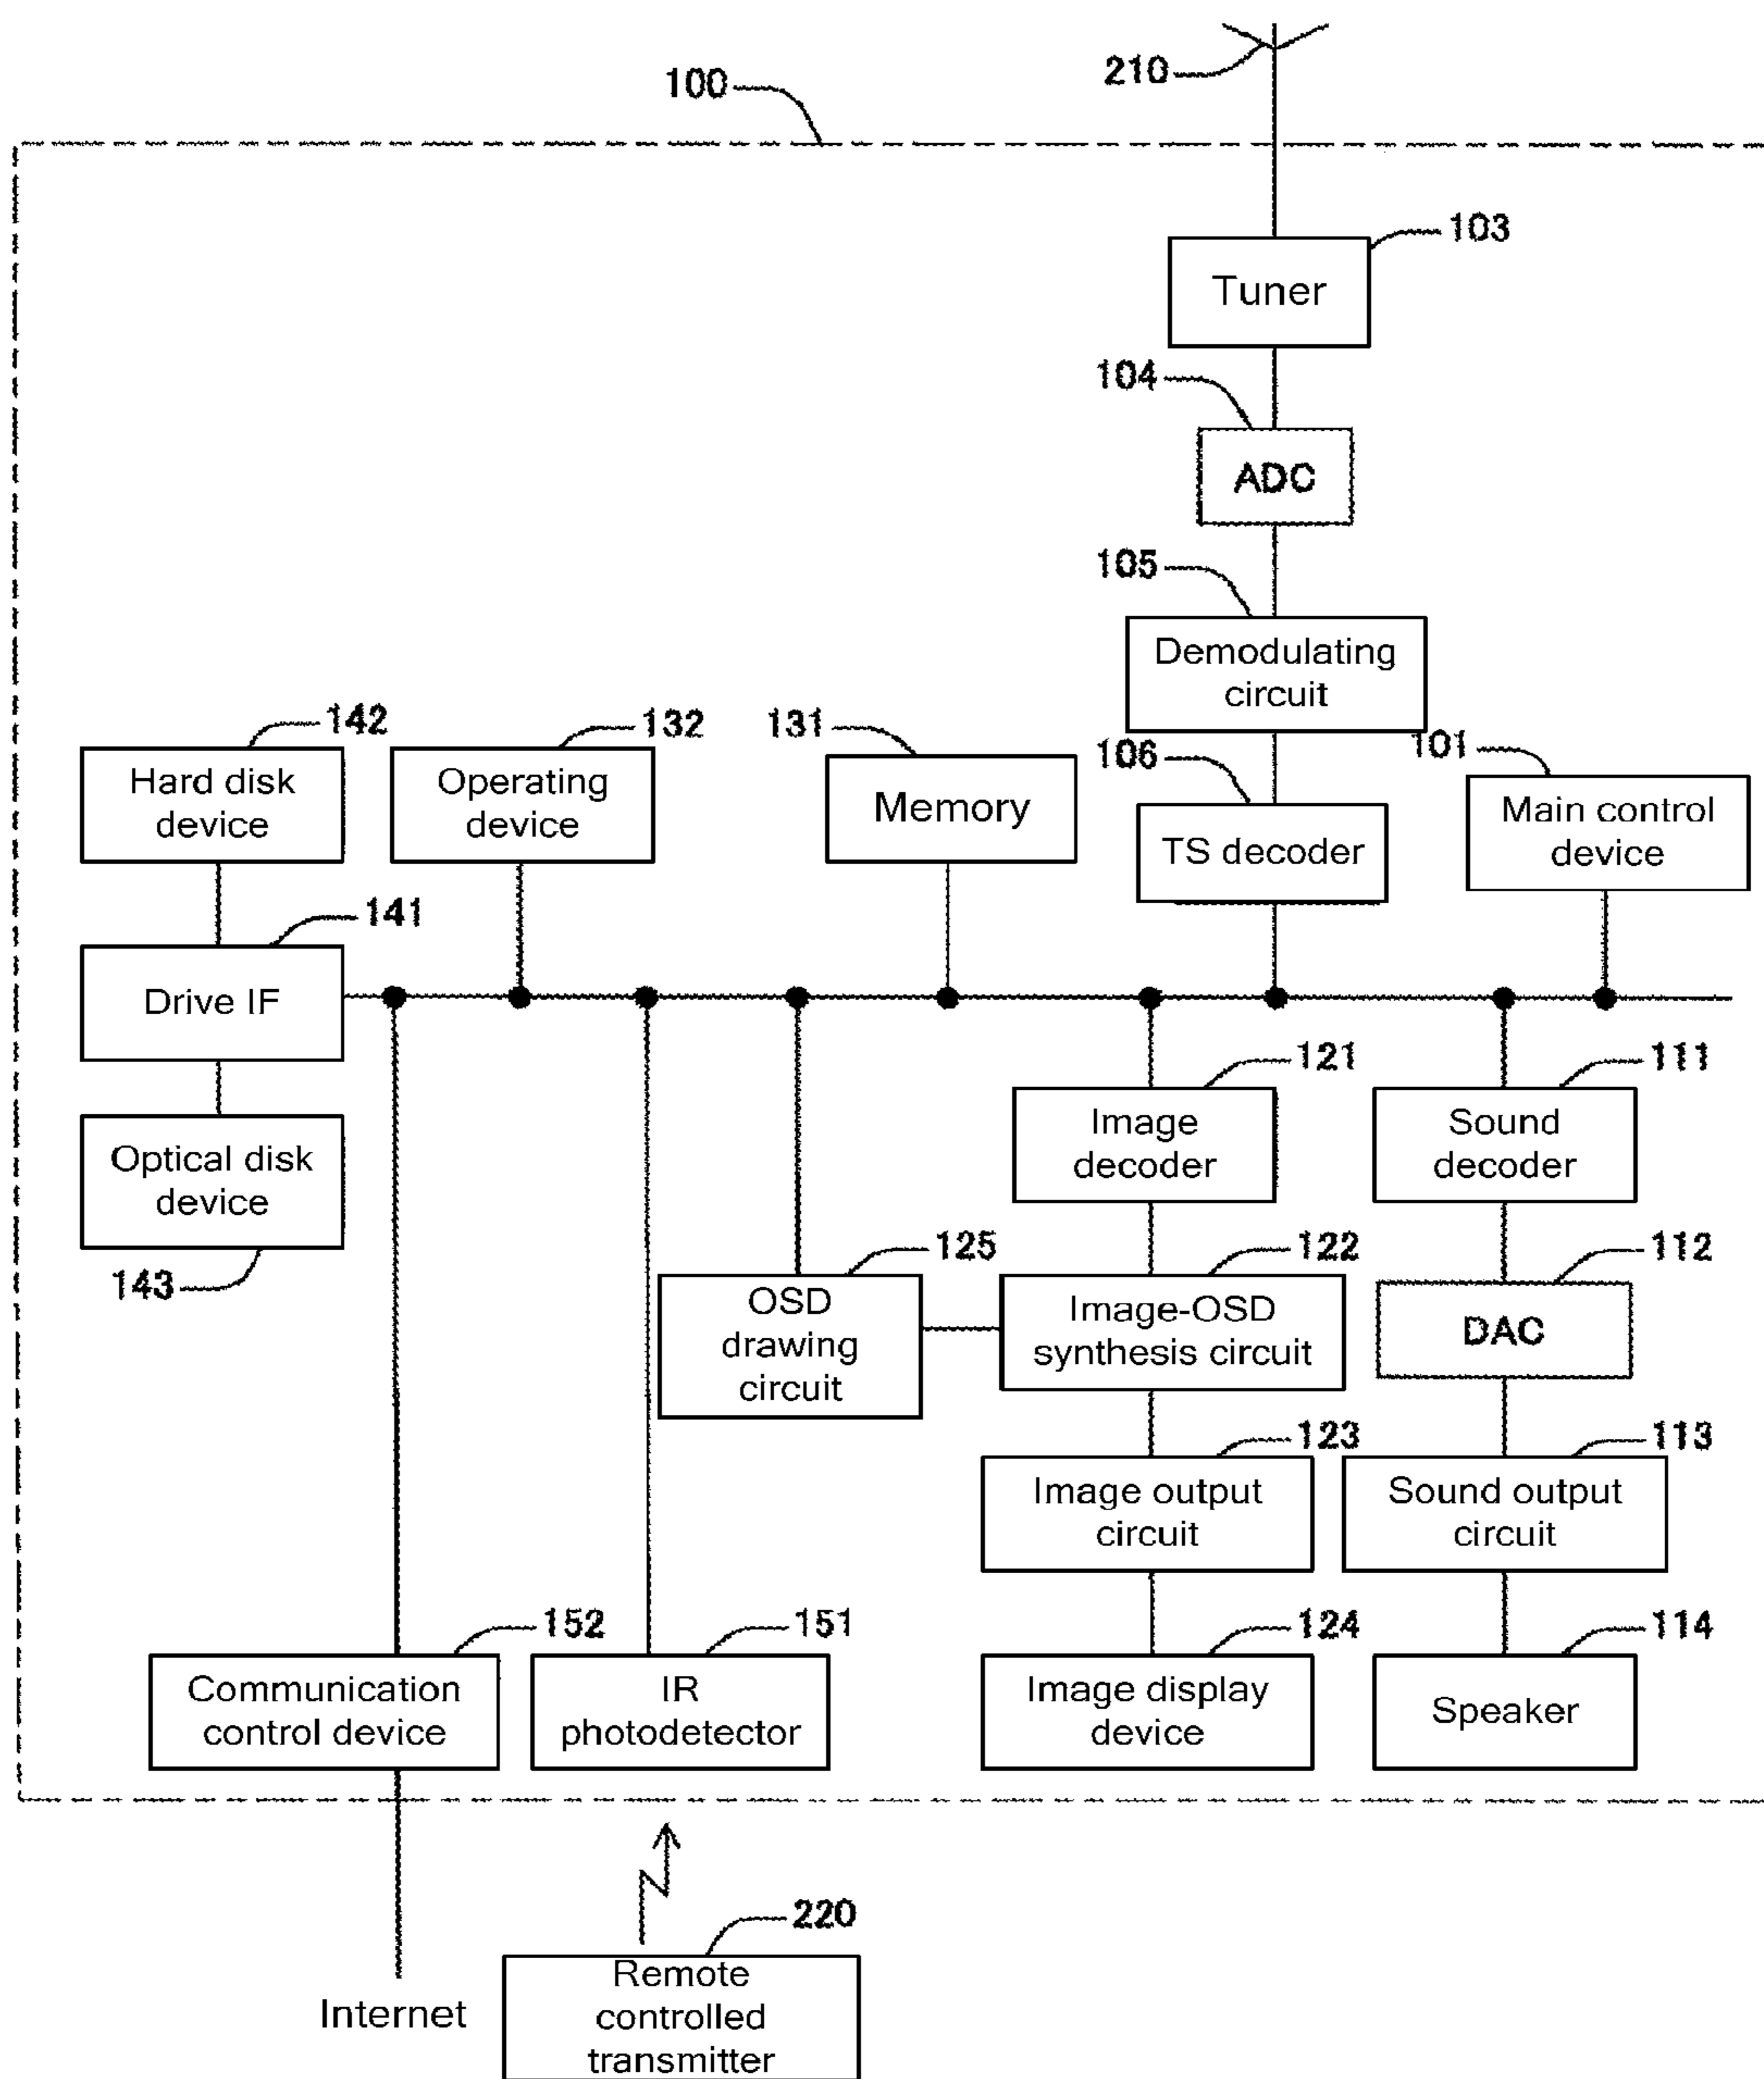 210
100
103
Tuner
104
ADC
105
Demodulating
circuit
142
132
131
106
101
Hard disk
device
Operating
device
Memory
TS decoder
Main control
device
141
Drive IF
121
111
Optical disk
device
143
Image
decoder
Sound
decoder
125
122
112
OSD
drawing
circuit
Image-OSD
synthesis circuit
DAC
123
113
Image output
circuit
Sound output
circuit
152
151
124
114
Communication
control device
IR
photodetector
Image display
device
Speaker
220
Internet
Remote
controlled
transmitter